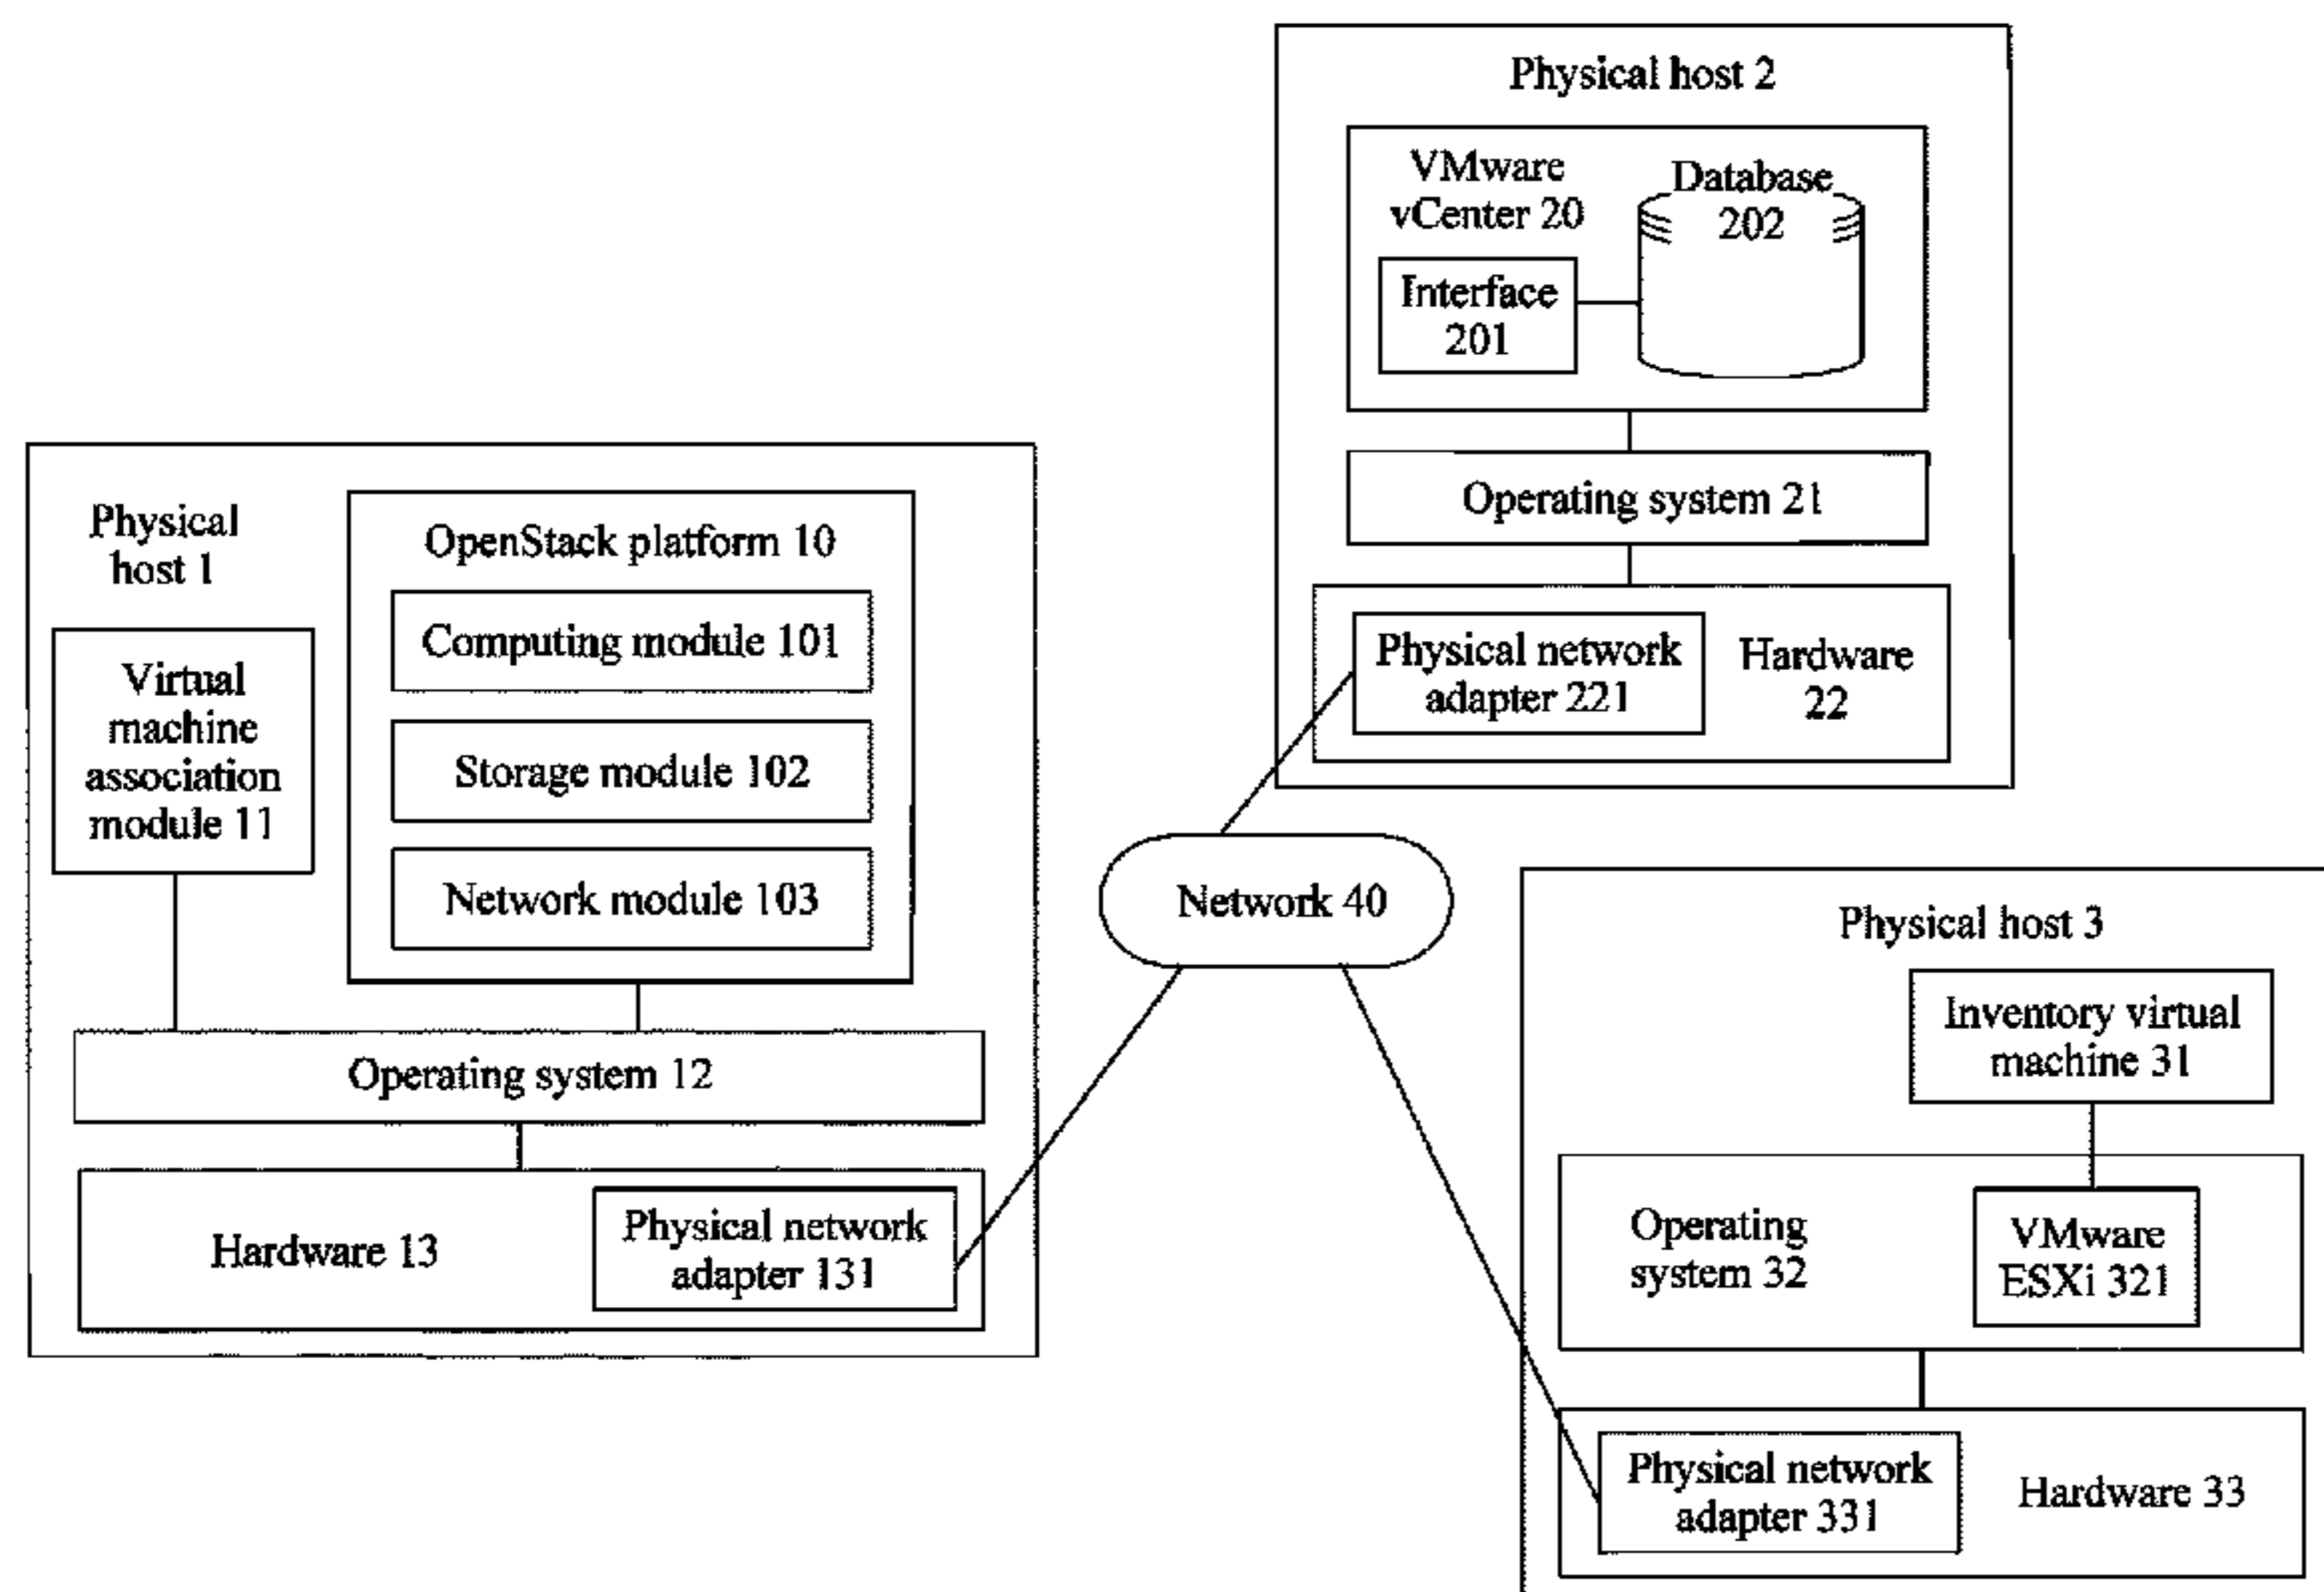 Physical host 2
VMware
vCenter 20
Database
202
Interface
201
Operating system 21
Physical network
adapter 221
Hardware
22
Physical
host 1
OpenStack platform 10
Computing module 101
Storage module 102
Network module 103
Virtual
machine
association
module 11
Operating system 12
Hardware 13
Physical network
adapter 131
Network 40
Physical host 3
Inventory virtual
machine 31
Operating
system 32
VMware
ESXi 321
Physical network
adapter 331
Hardware 33